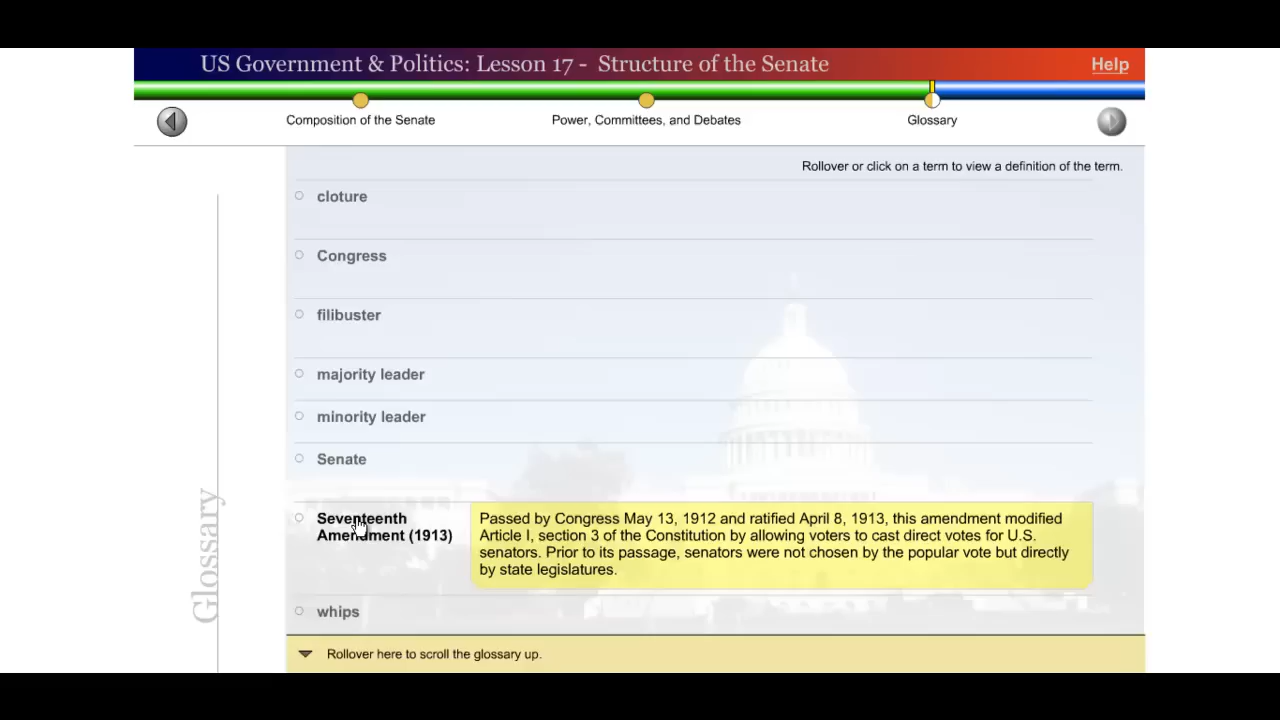 US Government & Politics: Lesson 17 - Structure of the Senate
Help
Composition of the Senate
Power, Committees, and Debates
Glossary
Rollover or click on a term to view a definition of the term.
cloture
Congress
filibuster
majority leader
minority leader
Senate
Seventeenth
Amendment (1913)
Passed by Congress May 13, 1912 and ratified April 8, 1913, this amendment modified
Article I, section 3 of the Constitution by allowing voters to cast direct votes for U.S.
senators. Prior to its passage, senators were not chosen by the popular vote but directly
by state legislatures.
whips
Glossary
Rollover here to scroll the glossary up.